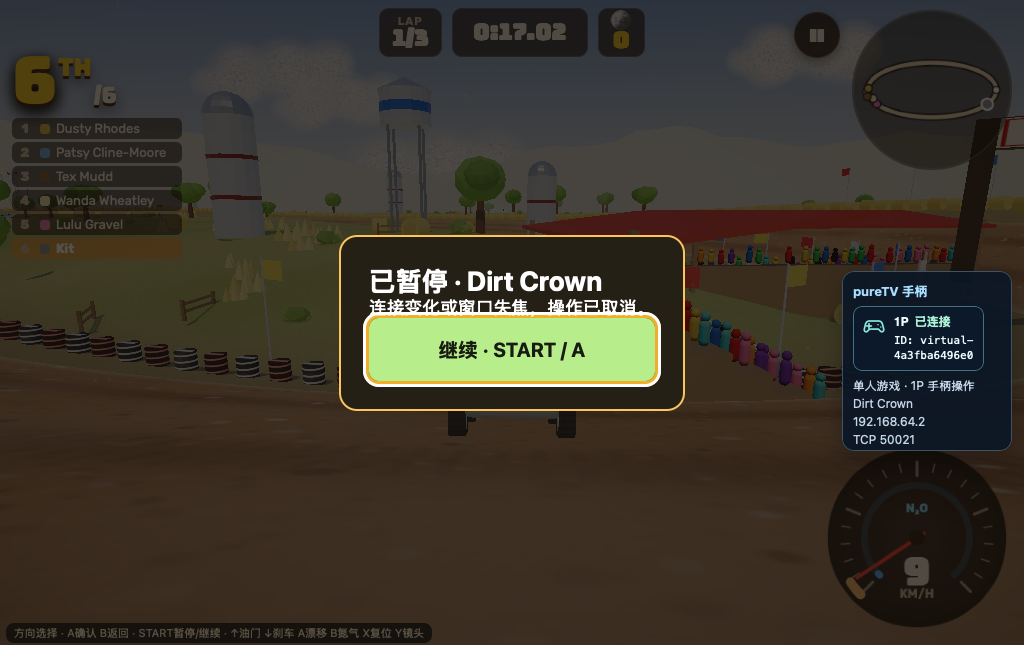 LAP
1/3
0:17.02
0
6TH
/6
1 Dusty Rhodes
2 Patsy Cline-Moore
3 Tex Mudd
4 Wanda Wheatley
5 Lulu Gravel
6 Kit
已暂停 · Dirt Crown
连接变化或窗口失焦，操作已取消。
继续 · START / A
pureTV 手柄
1P 已连接
ID: virtual-
4a3fba6496e0
单人游戏 · 1P 手柄操作
Dirt Crown
192.168.64.2
TCP 50021
N₂O
9
KM/H
方向选择 · A确认 B返回 · START暂停/继续 · ↑油门 ↓刹车 A漂移 B氮气 X复位 Y镜头